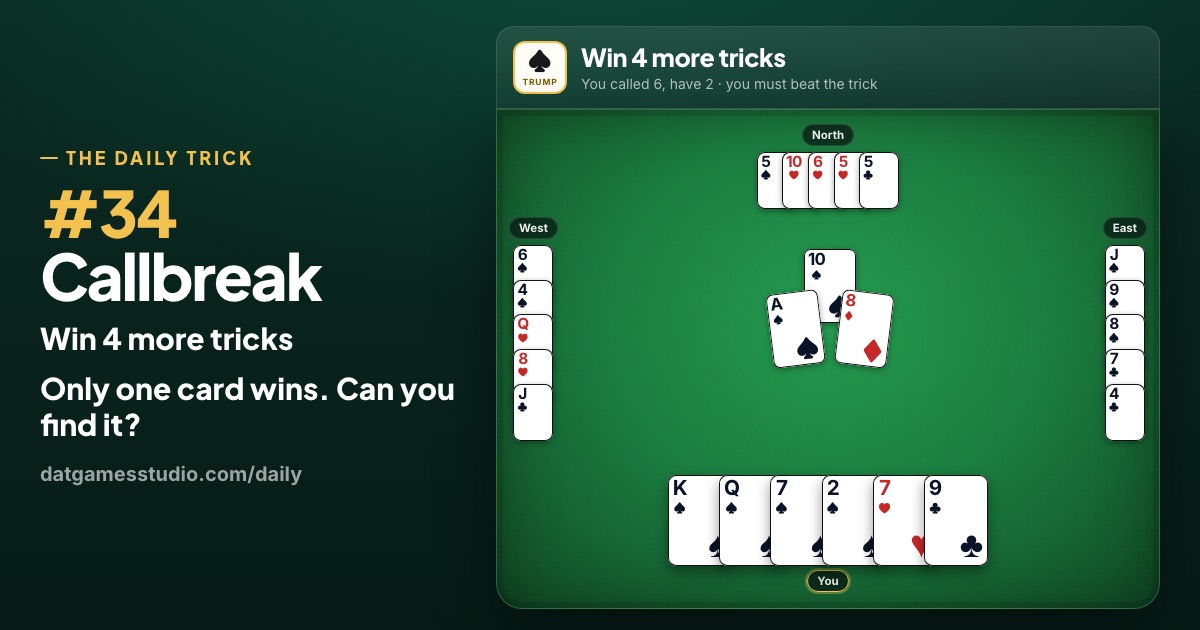 — THE DAILY TRICK
#34
Callbreak
Win 4 more tricks
Only one card wins. Can you
find it?
datgamesstudio.com/daily
TRUMP
Win 4 more tricks
You called 6, have 2 · you must beat the trick
North
5 10 6 5 5
West
6
4
Q
8
J
10
A
8
East
J
9
8
7
4
K Q 7 2 7 9
You